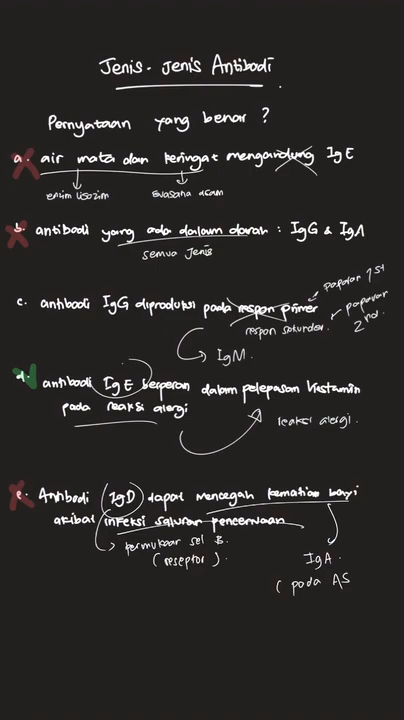 Jenis-Jenis Antibodi
Pernyataan yang benar ?
a. air mata dan keringat mengandung IgE
enzim lisozim
suasana asam
b. antibodi yang ada dalam darah : IgG & IgA
semua jenis
c. antibodi IgG diproduksi pada respon primer
paparan 1st
respon sekunder
paparan 2nd.
IgM.
d. antibodi IgE berperan dalam pelepasan histamin
pada reaksi alergi
reaksi alergi.
e. Antibodi IgD dapat mencegah kematian bayi
akibat infeksi saluran pencernaan
permukaan sel B.
(reseptor).
IgA.
( pada AS